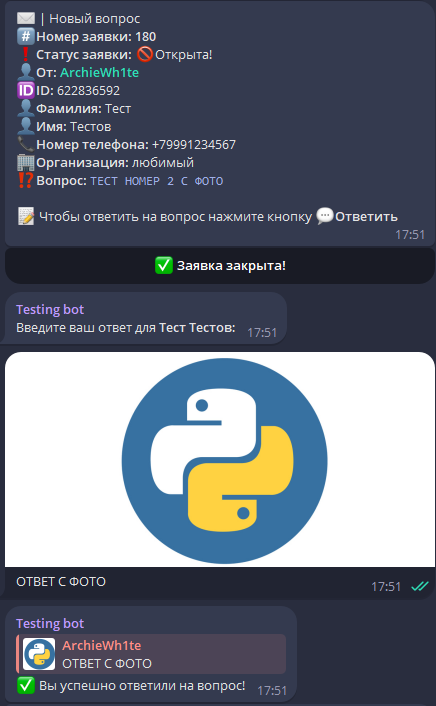 ✉️ | Новый вопрос
#️⃣Номер заявки: 180
❗Статус заявки: 🚫Открыта!
👤От: ArchieWh1te
🆔ID: 622836592
👤Фамилия: Тест
👤Имя: Тестов
📞Номер телефона: +79991234567
🏢Организация: любимый
⁉️Вопрос: ТЕСТ НОМЕР 2 С ФОТО
📝 Чтобы ответить на вопрос нажмите кнопку 💬Ответить
17:51
✅ Заявка закрыта!
Testing bot
Введите ваш ответ для Тест Тестов:
17:51
ОТВЕТ С ФОТО
17:51
Testing bot
ArchieWh1te
ОТВЕТ С ФОТО
✅ Вы успешно ответили на вопрос!
17:51